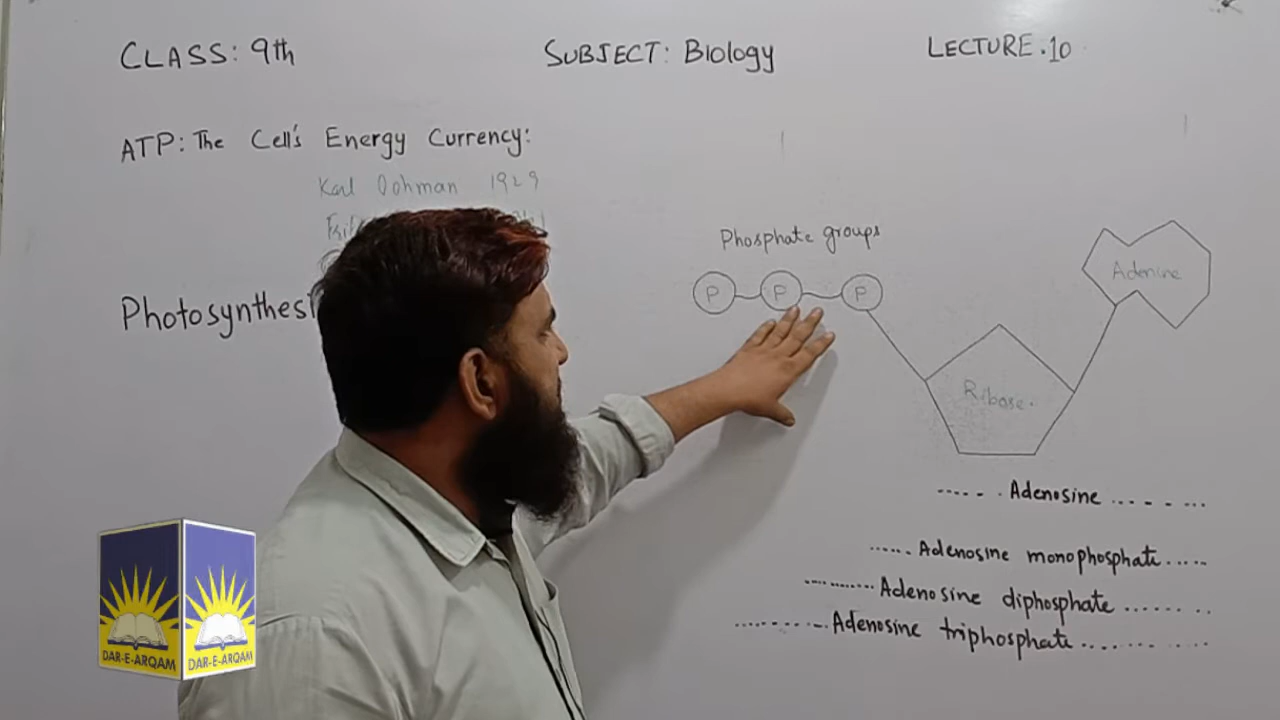 CLASS: 9th
SUBJECT: Biology
LECTURE.10
ATP: The Cell's Energy Currency:
Karl Oohman 1929
Photosynthesi
Phosphate groups
P P P
Adenine
Ribose.
------ Adenosine -------
...... Adenosine monophosphate .....
.......... Adenosine diphosphate ........
.......... Adenosine triphosphate ..........
DAR-E-ARQAM DAR-E-ARQAM